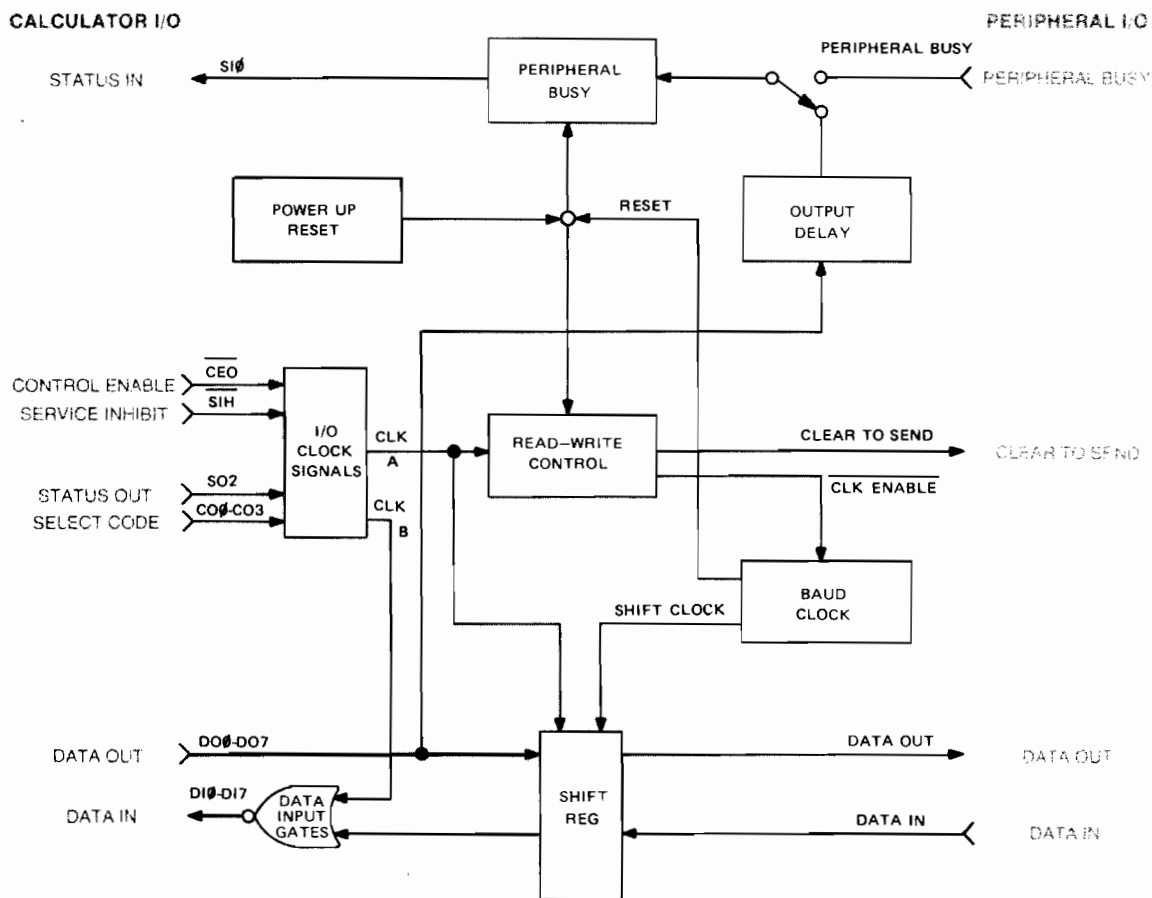 CALCULATOR I/O
PERIPHERAL I/O
PERIPHERAL BUSY
STATUS IN
SIØ
PERIPHERAL
BUSY
PERIPHERAL BUSY
POWER UP
RESET
RESET
OUTPUT
DELAY
CONTROL ENABLE
CEO
SERVICE INHIBIT
SIH
I/O
CLOCK
SIGNALS
CLK
A
READ-WRITE
CONTROL
CLEAR TO SEND
CLEAR TO SEND
CLK ENABLE
STATUS OUT
SO2
SELECT CODE
COØ-CO3
CLK
B
BAUD
CLOCK
SHIFT CLOCK
DATA OUT
DOØ-DO7
DATA OUT
DATA OUT
DIØ-DI7
DATA IN
DATA
INPUT
GATES
SHIFT
REG
DATA IN
DATA IN